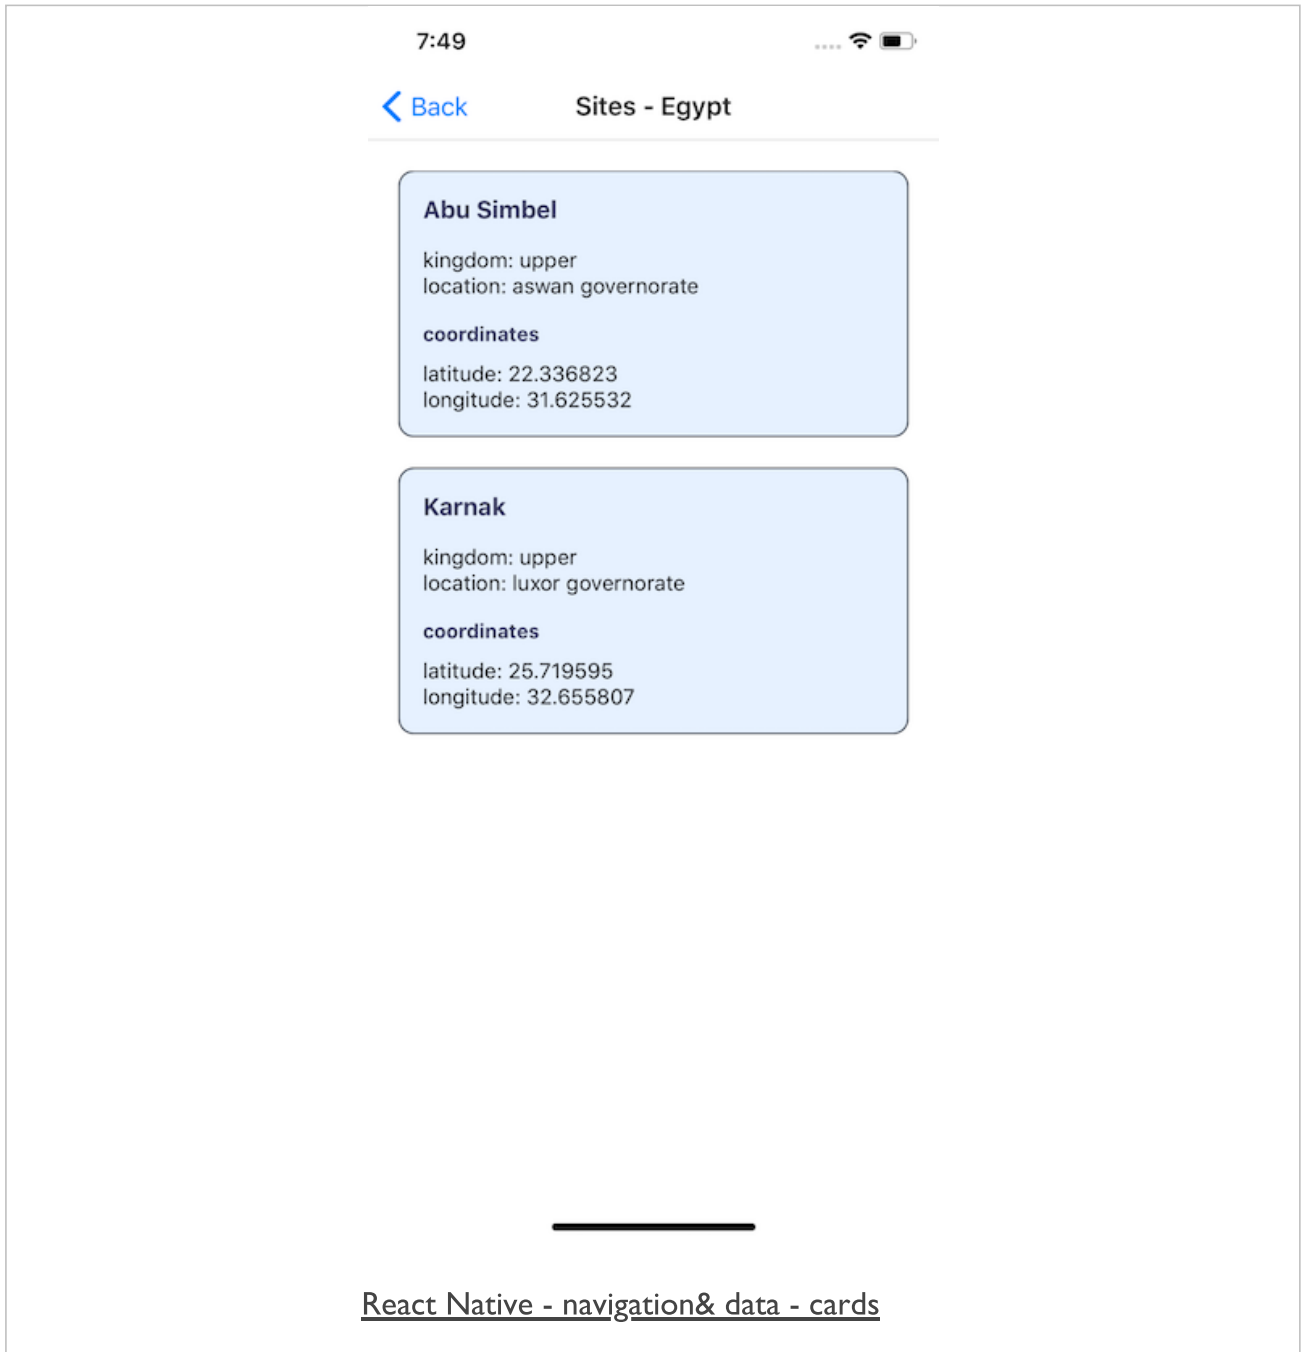 7:49
Back
Sites - Egypt
Abu Simbel
kingdom: upper
location: aswan governorate
coordinates
latitude: 22.336823
longitude: 31.625532
Karnak
kingdom: upper
location: luxor governorate
coordinates
latitude: 25.719595
longitude: 32.655807
React Native - navigation& data - cards